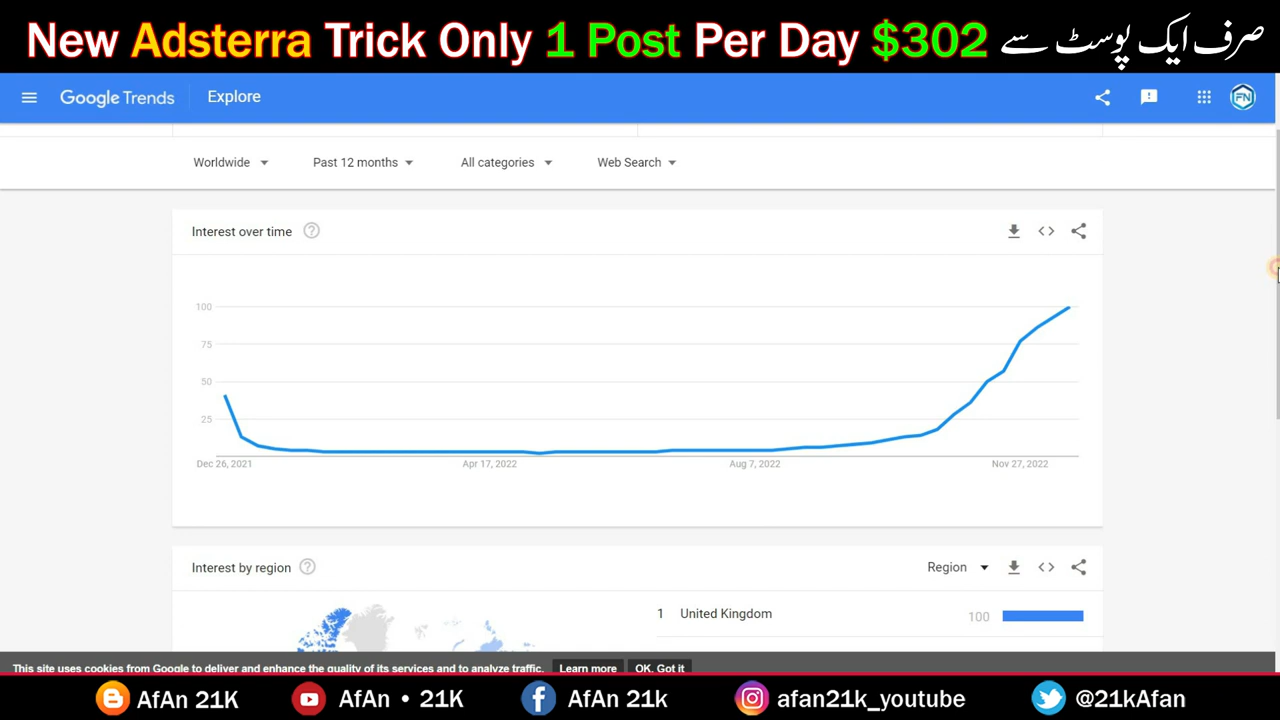 New Adsterra Trick Only 1 Post Per Day $302 صرف ایک پوسٹ سے
Google Trends Explore FN
Worldwide Past 12 months All categories Web Search
Interest over time ?
100
75
50
25
Dec 26, 2021 Apr 17, 2022 Aug 7, 2022 Nov 27, 2022
Interest by region ? Region
1 United Kingdom 100
This site uses cookies from Google to deliver and enhance the quality of its services and to analyze traffic. Learn more OK, Got it
AfAn 21K AfAn • 21K AfAn 21k afan21k_youtube @21kAfan